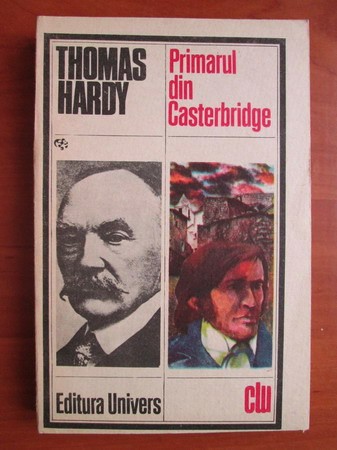 THOMAS
HARDY
Primarul
din
Casterbridge
Editura Univers
clu